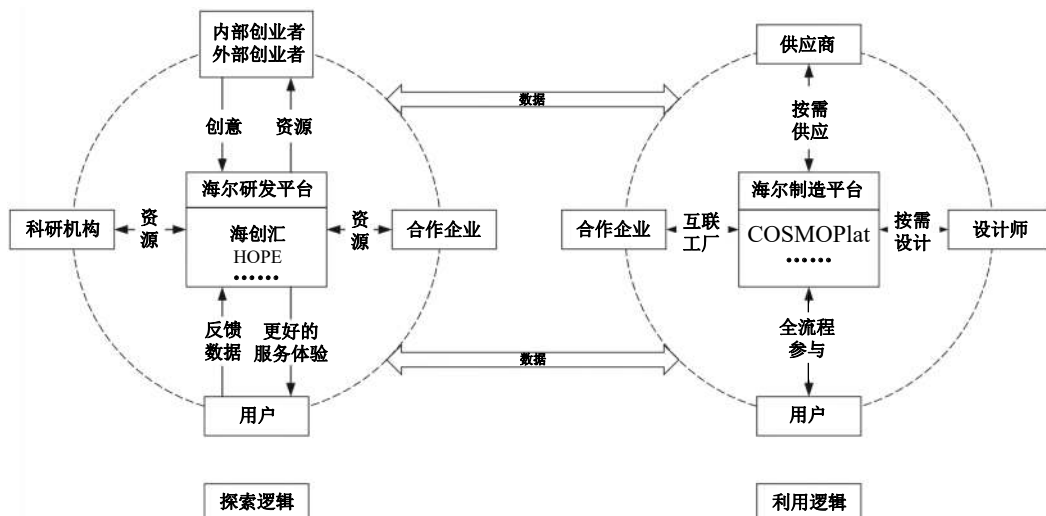 内部创业者
外部创业者
供应商
数据
创意
资源
按需
供应
海尔研发平台
海尔制造平台
科研机构
资
源
海创汇
HOPE
••••••
资
源
合作企业
合作企业
互联
工厂
COSMOPlat
••••••
按需
设计
设计师
反馈
数据
更好的
服务体验
全流程
参与
数据
用户
用户
探索逻辑
利用逻辑